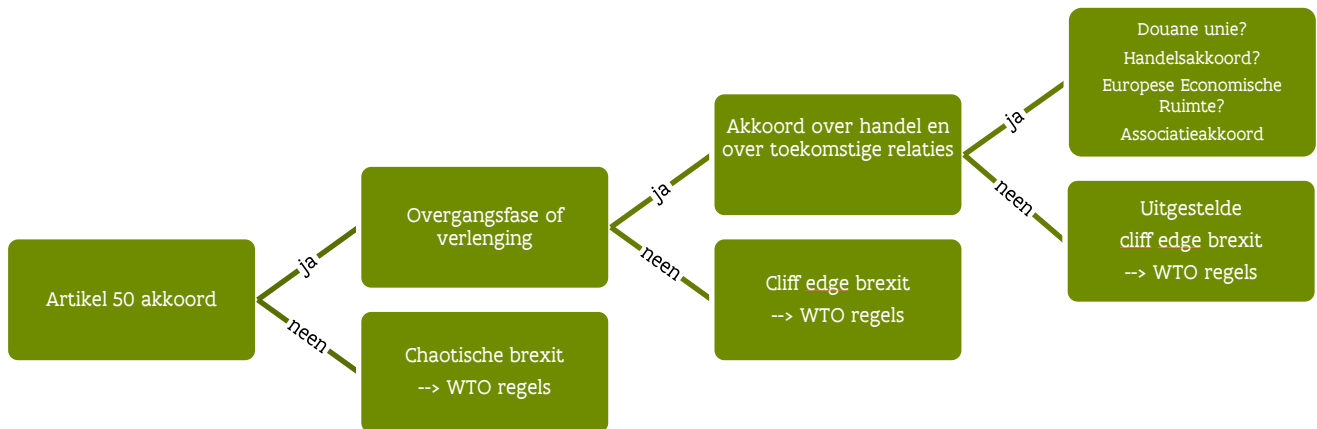 Artikel 50 akkoord
ja
neen
Overgangsfase of
verlenging
Chaotische brexit
--> WTO regels
ja
neen
Akkoord over handel en
over toekomstige relaties
Cliff edge brexit
--> WTO regels
ja
neen
Douane unie?
Handelsakkoord?
Europese Economische
Ruimte?
Associatieakkoord
Uitgestelde
cliff edge brexit
--> WTO regels